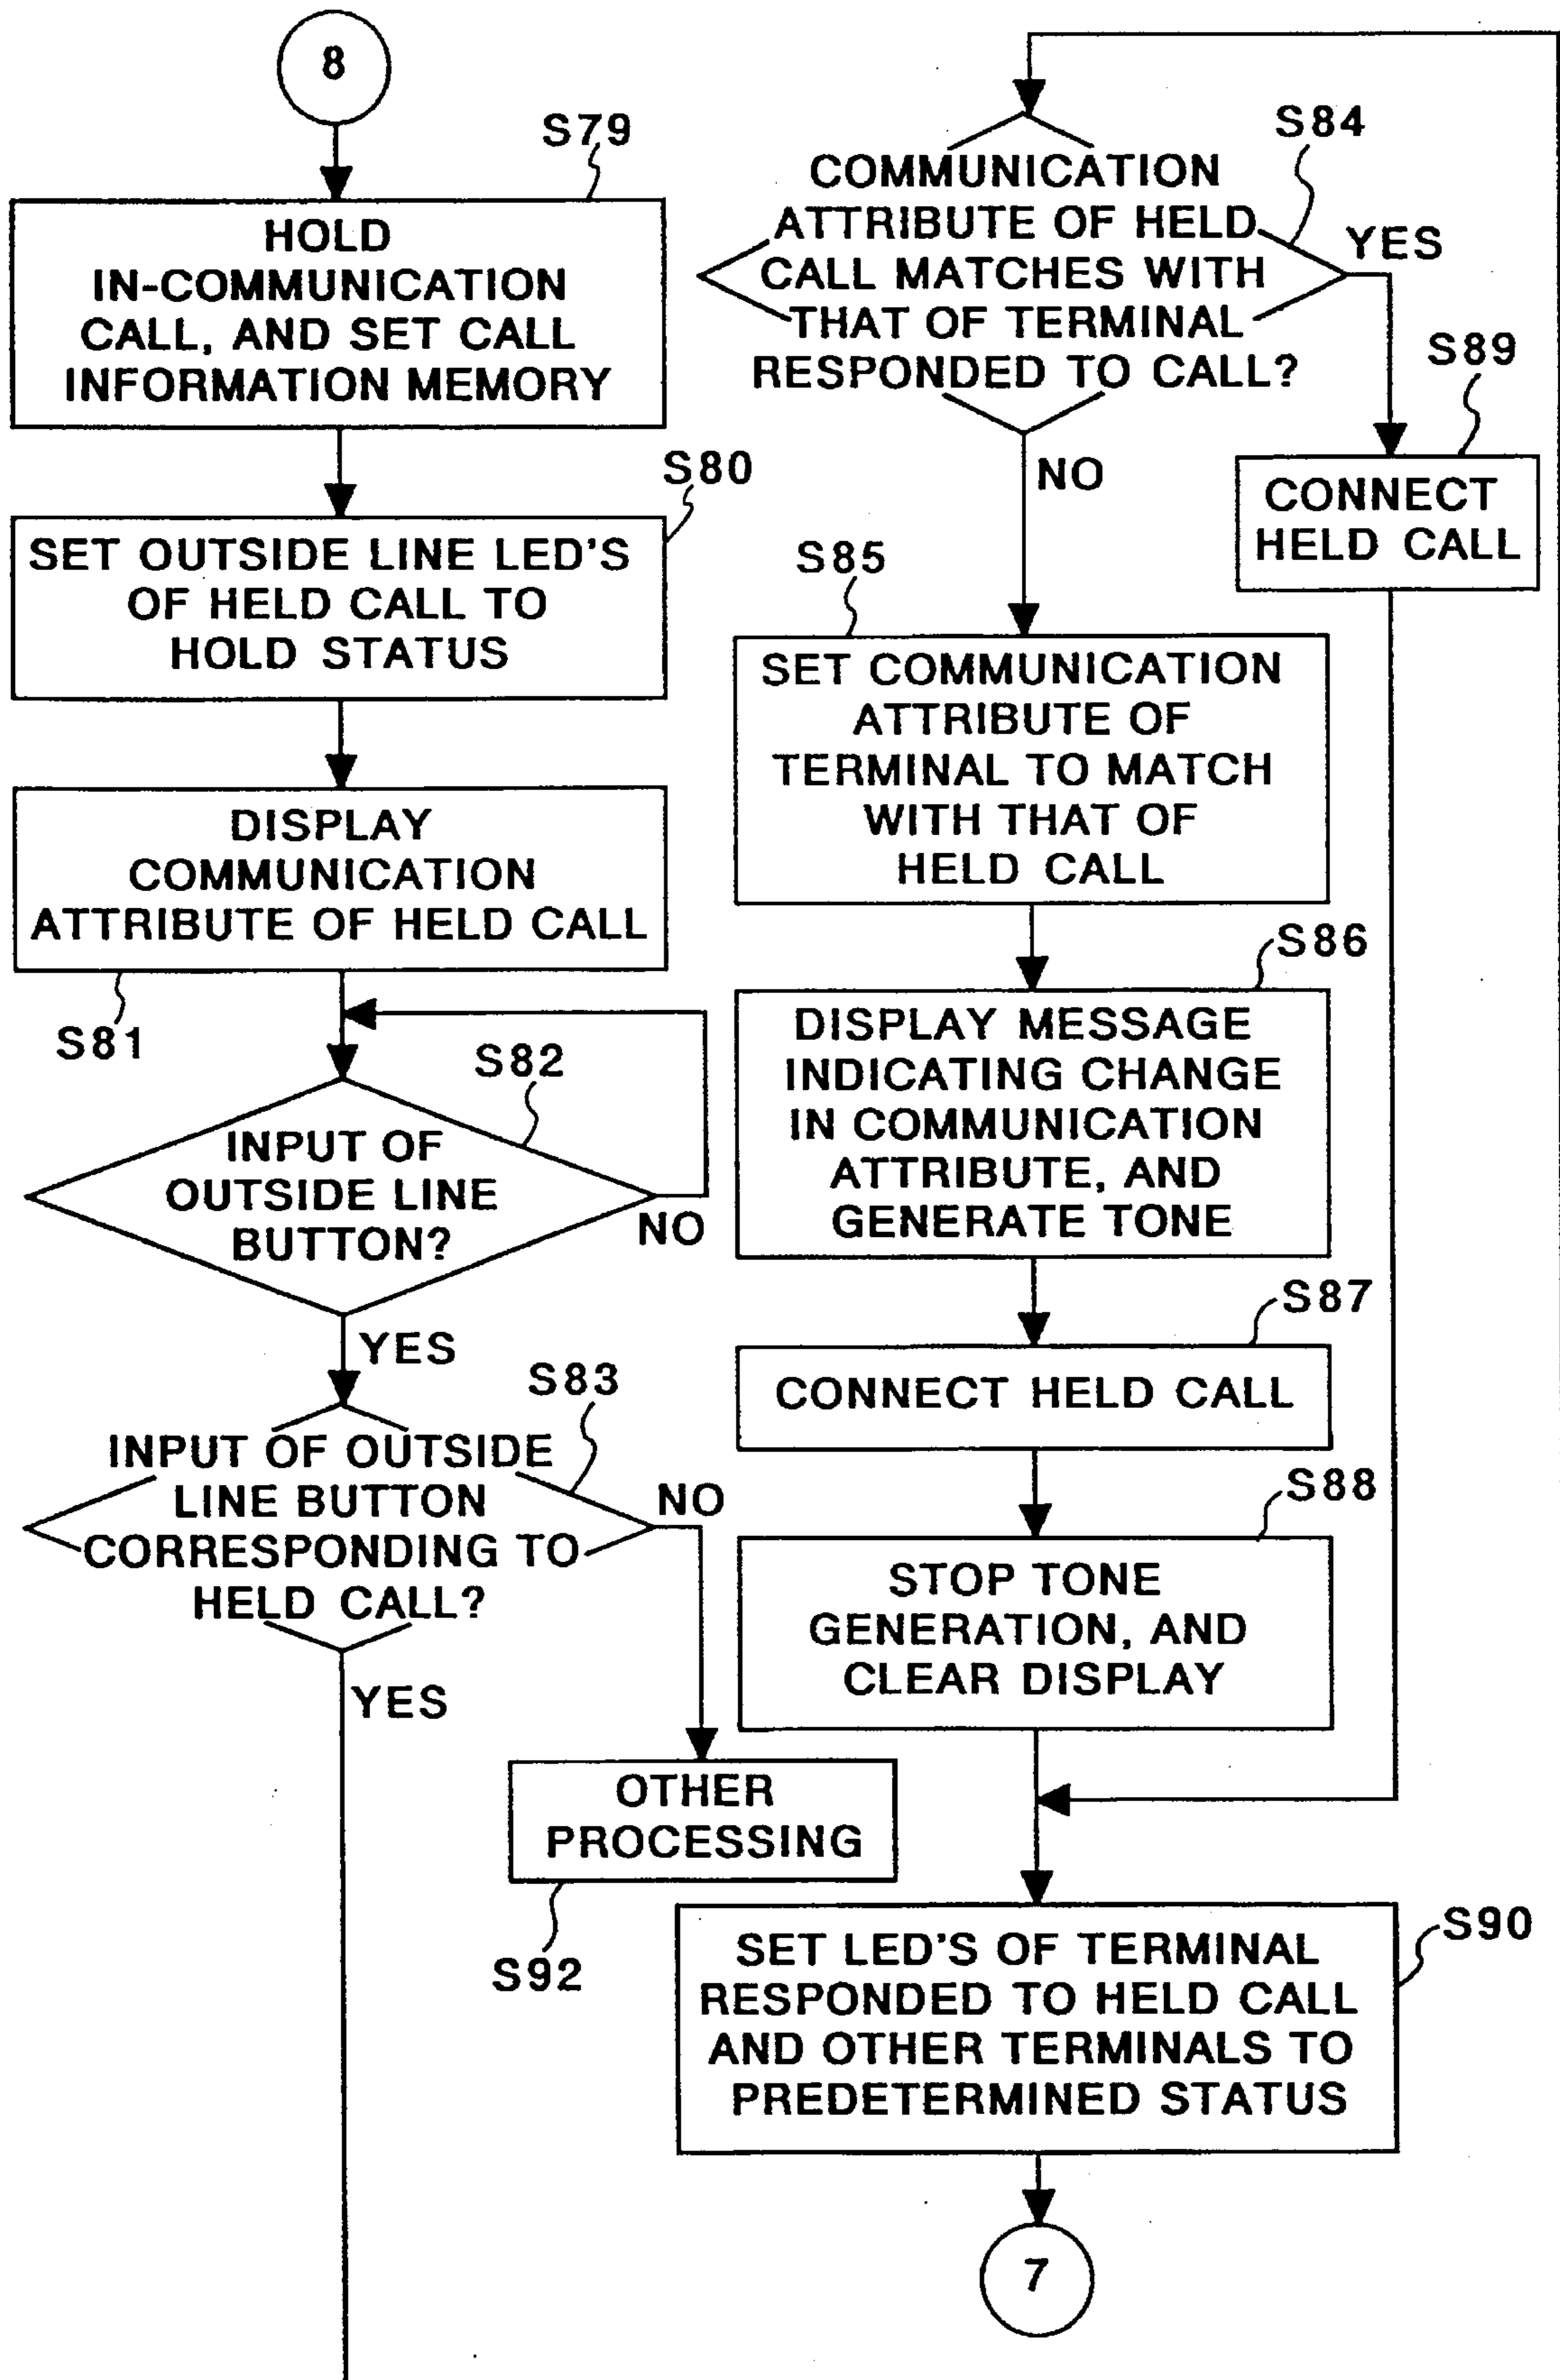 8
S79
HOLD
IN-COMMUNICATION
CALL, AND SET CALL
INFORMATION MEMORY
S80
SET OUTSIDE LINE LED'S
OF HELD CALL TO
HOLD STATUS
DISPLAY
COMMUNICATION
ATTRIBUTE OF HELD CALL
S81
S82
INPUT OF
OUTSIDE LINE
BUTTON?
NO
YES
S83
INPUT OF OUTSIDE
LINE BUTTON
CORRESPONDING TO
HELD CALL?
NO
YES
OTHER
PROCESSING
S92
S84
COMMUNICATION
ATTRIBUTE OF HELD
CALL MATCHES WITH
THAT OF TERMINAL
RESPONDED TO CALL?
YES
NO
S89
CONNECT
HELD CALL
S85
SET COMMUNICATION
ATTRIBUTE OF
TERMINAL TO MATCH
WITH THAT OF
HELD CALL
S86
DISPLAY MESSAGE
INDICATING CHANGE
IN COMMUNICATION
ATTRIBUTE, AND
GENERATE TONE
S87
CONNECT HELD CALL
S88
STOP TONE
GENERATION, AND
CLEAR DISPLAY
S90
SET LED'S OF TERMINAL
RESPONDED TO HELD CALL
AND OTHER TERMINALS TO
PREDETERMINED STATUS
7